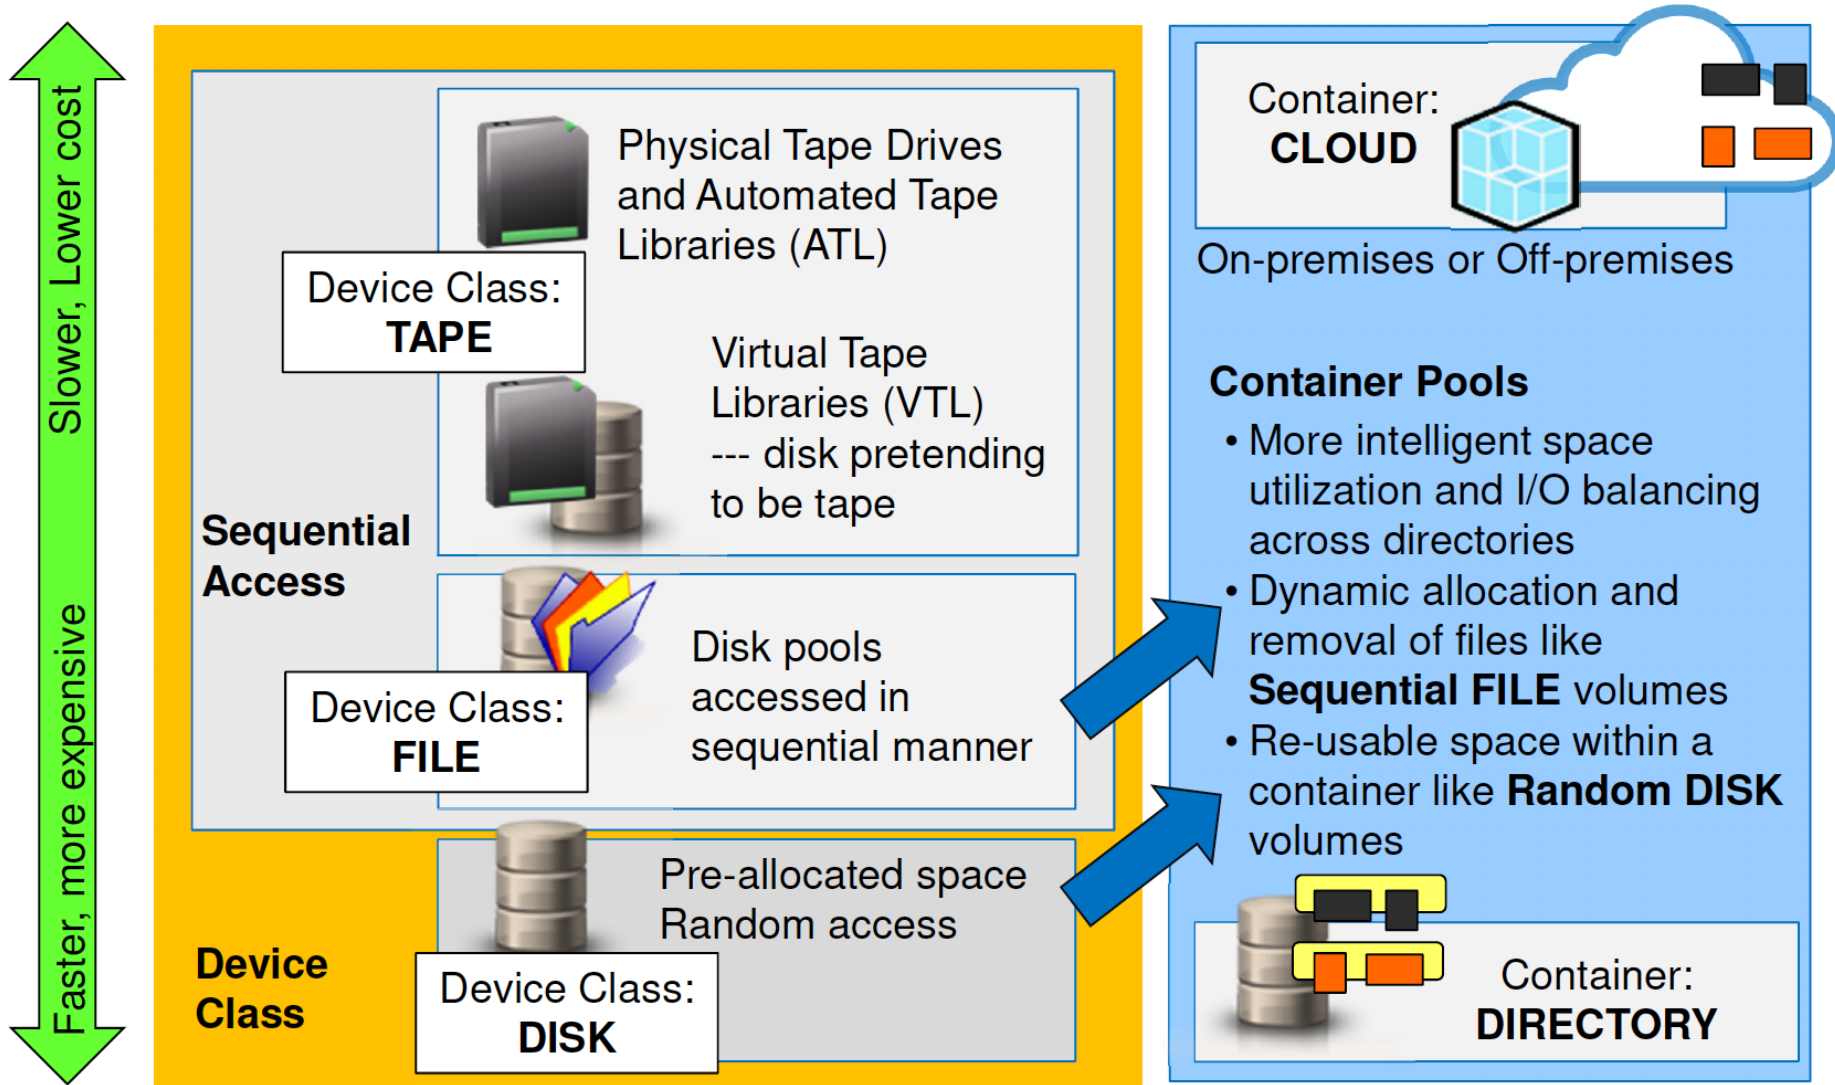 Slower, Lower cost
Faster, more expensive
Physical Tape Drives
and Automated Tape
Libraries (ATL)
Device Class:
TAPE
Virtual Tape
Libraries (VTL)
--- disk pretending
to be tape
Sequential
Access
Disk pools
accessed in
sequential manner
Device Class:
FILE
Pre-allocated space
Random access
Device
Class
Device Class:
DISK
Container:
CLOUD
On-premises or Off-premises
Container Pools
• More intelligent space
utilization and I/O balancing
across directories
• Dynamic allocation and
removal of files like
Sequential FILE volumes
• Re-usable space within a
container like Random DISK
volumes
Container:
DIRECTORY